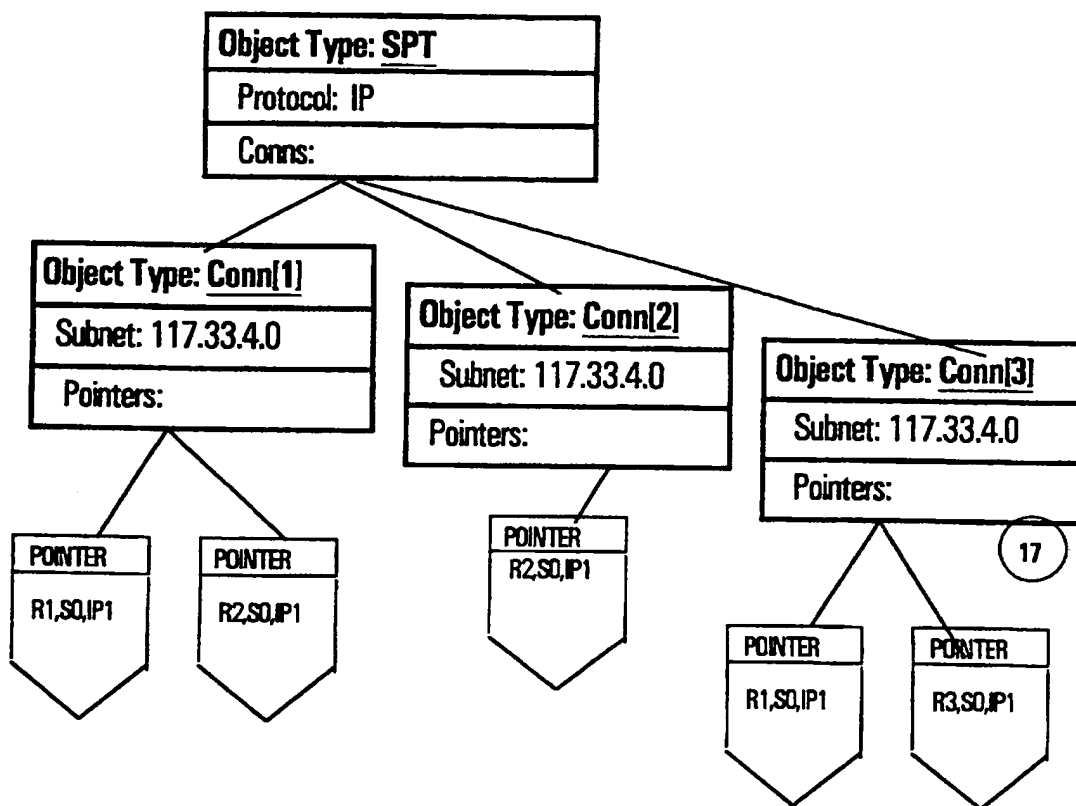 Object Type: SPT
Protocol: IP
Conns:
Object Type: Conn[1]
Subnet: 117.33.4.0
Pointers:
Object Type: Conn[2]
Subnet: 117.33.4.0
Pointers:
Object Type: Conn[3]
Subnet: 117.33.4.0
Pointers:
17
POINTER
R1,S0,IP1
POINTER
R2,S0,IP1
POINTER
R2,S0,IP1
POINTER
R1,S0,IP1
POINTER
R3,S0,IP1